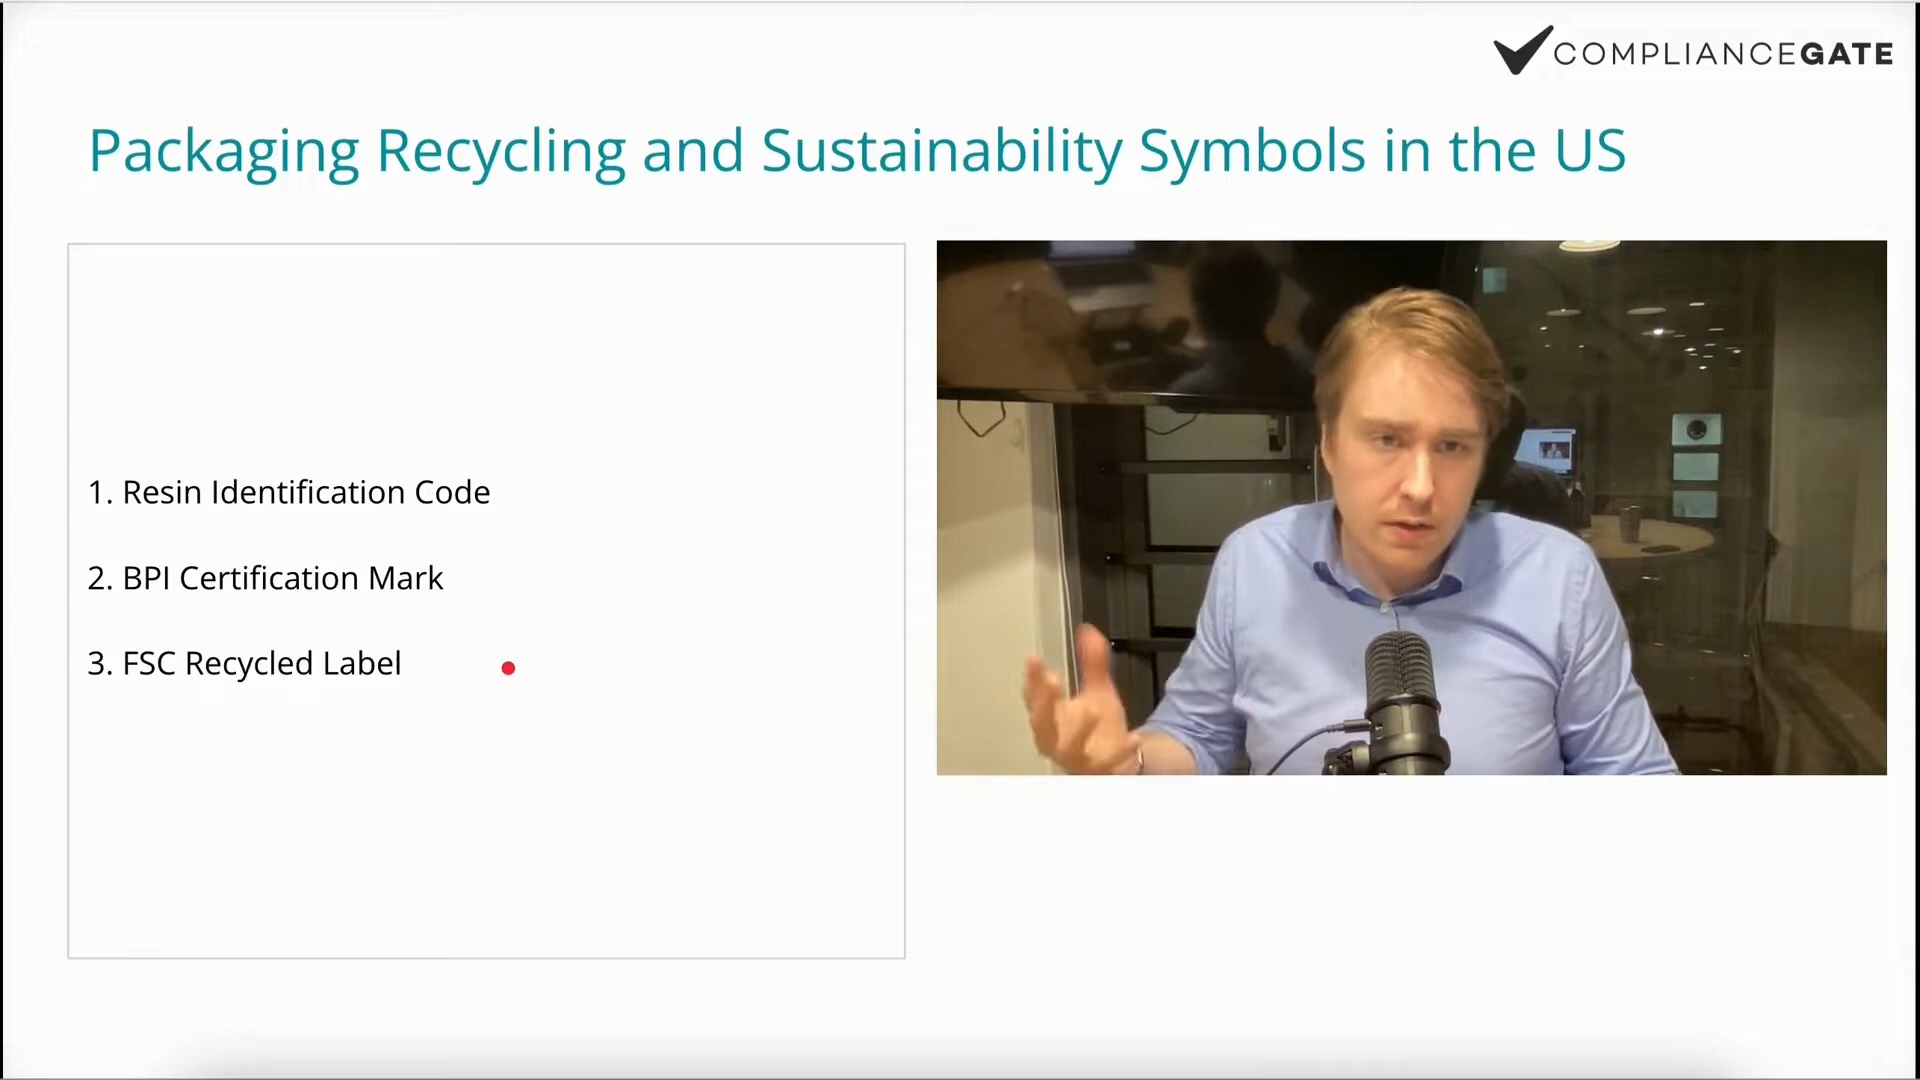 COMPLIANCEGATE
Packaging Recycling and Sustainability Symbols in the US
1. Resin Identification Code
2. BPI Certification Mark
3. FSC Recycled Label